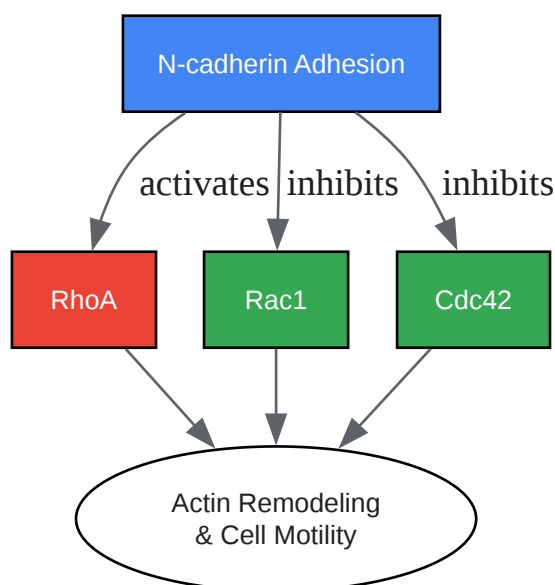 N-cadherin Adhesion
activates
inhibits
inhibits
RhoA
Rac1
Cdc42
Actin Remodeling
& Cell Motility